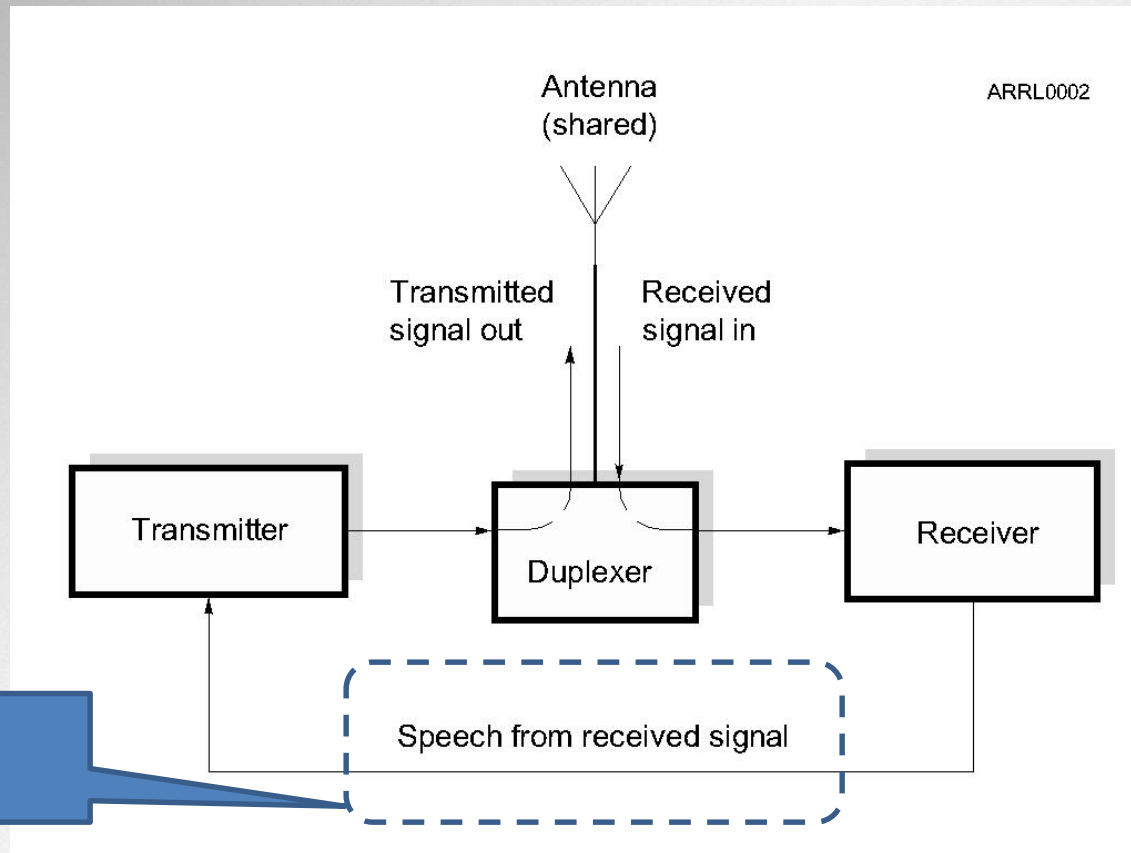 Antenna
(shared)
ARRL0002
Transmitted
signal out
Received
signal in
Transmitter
Duplexer
Receiver
Speech from received signal